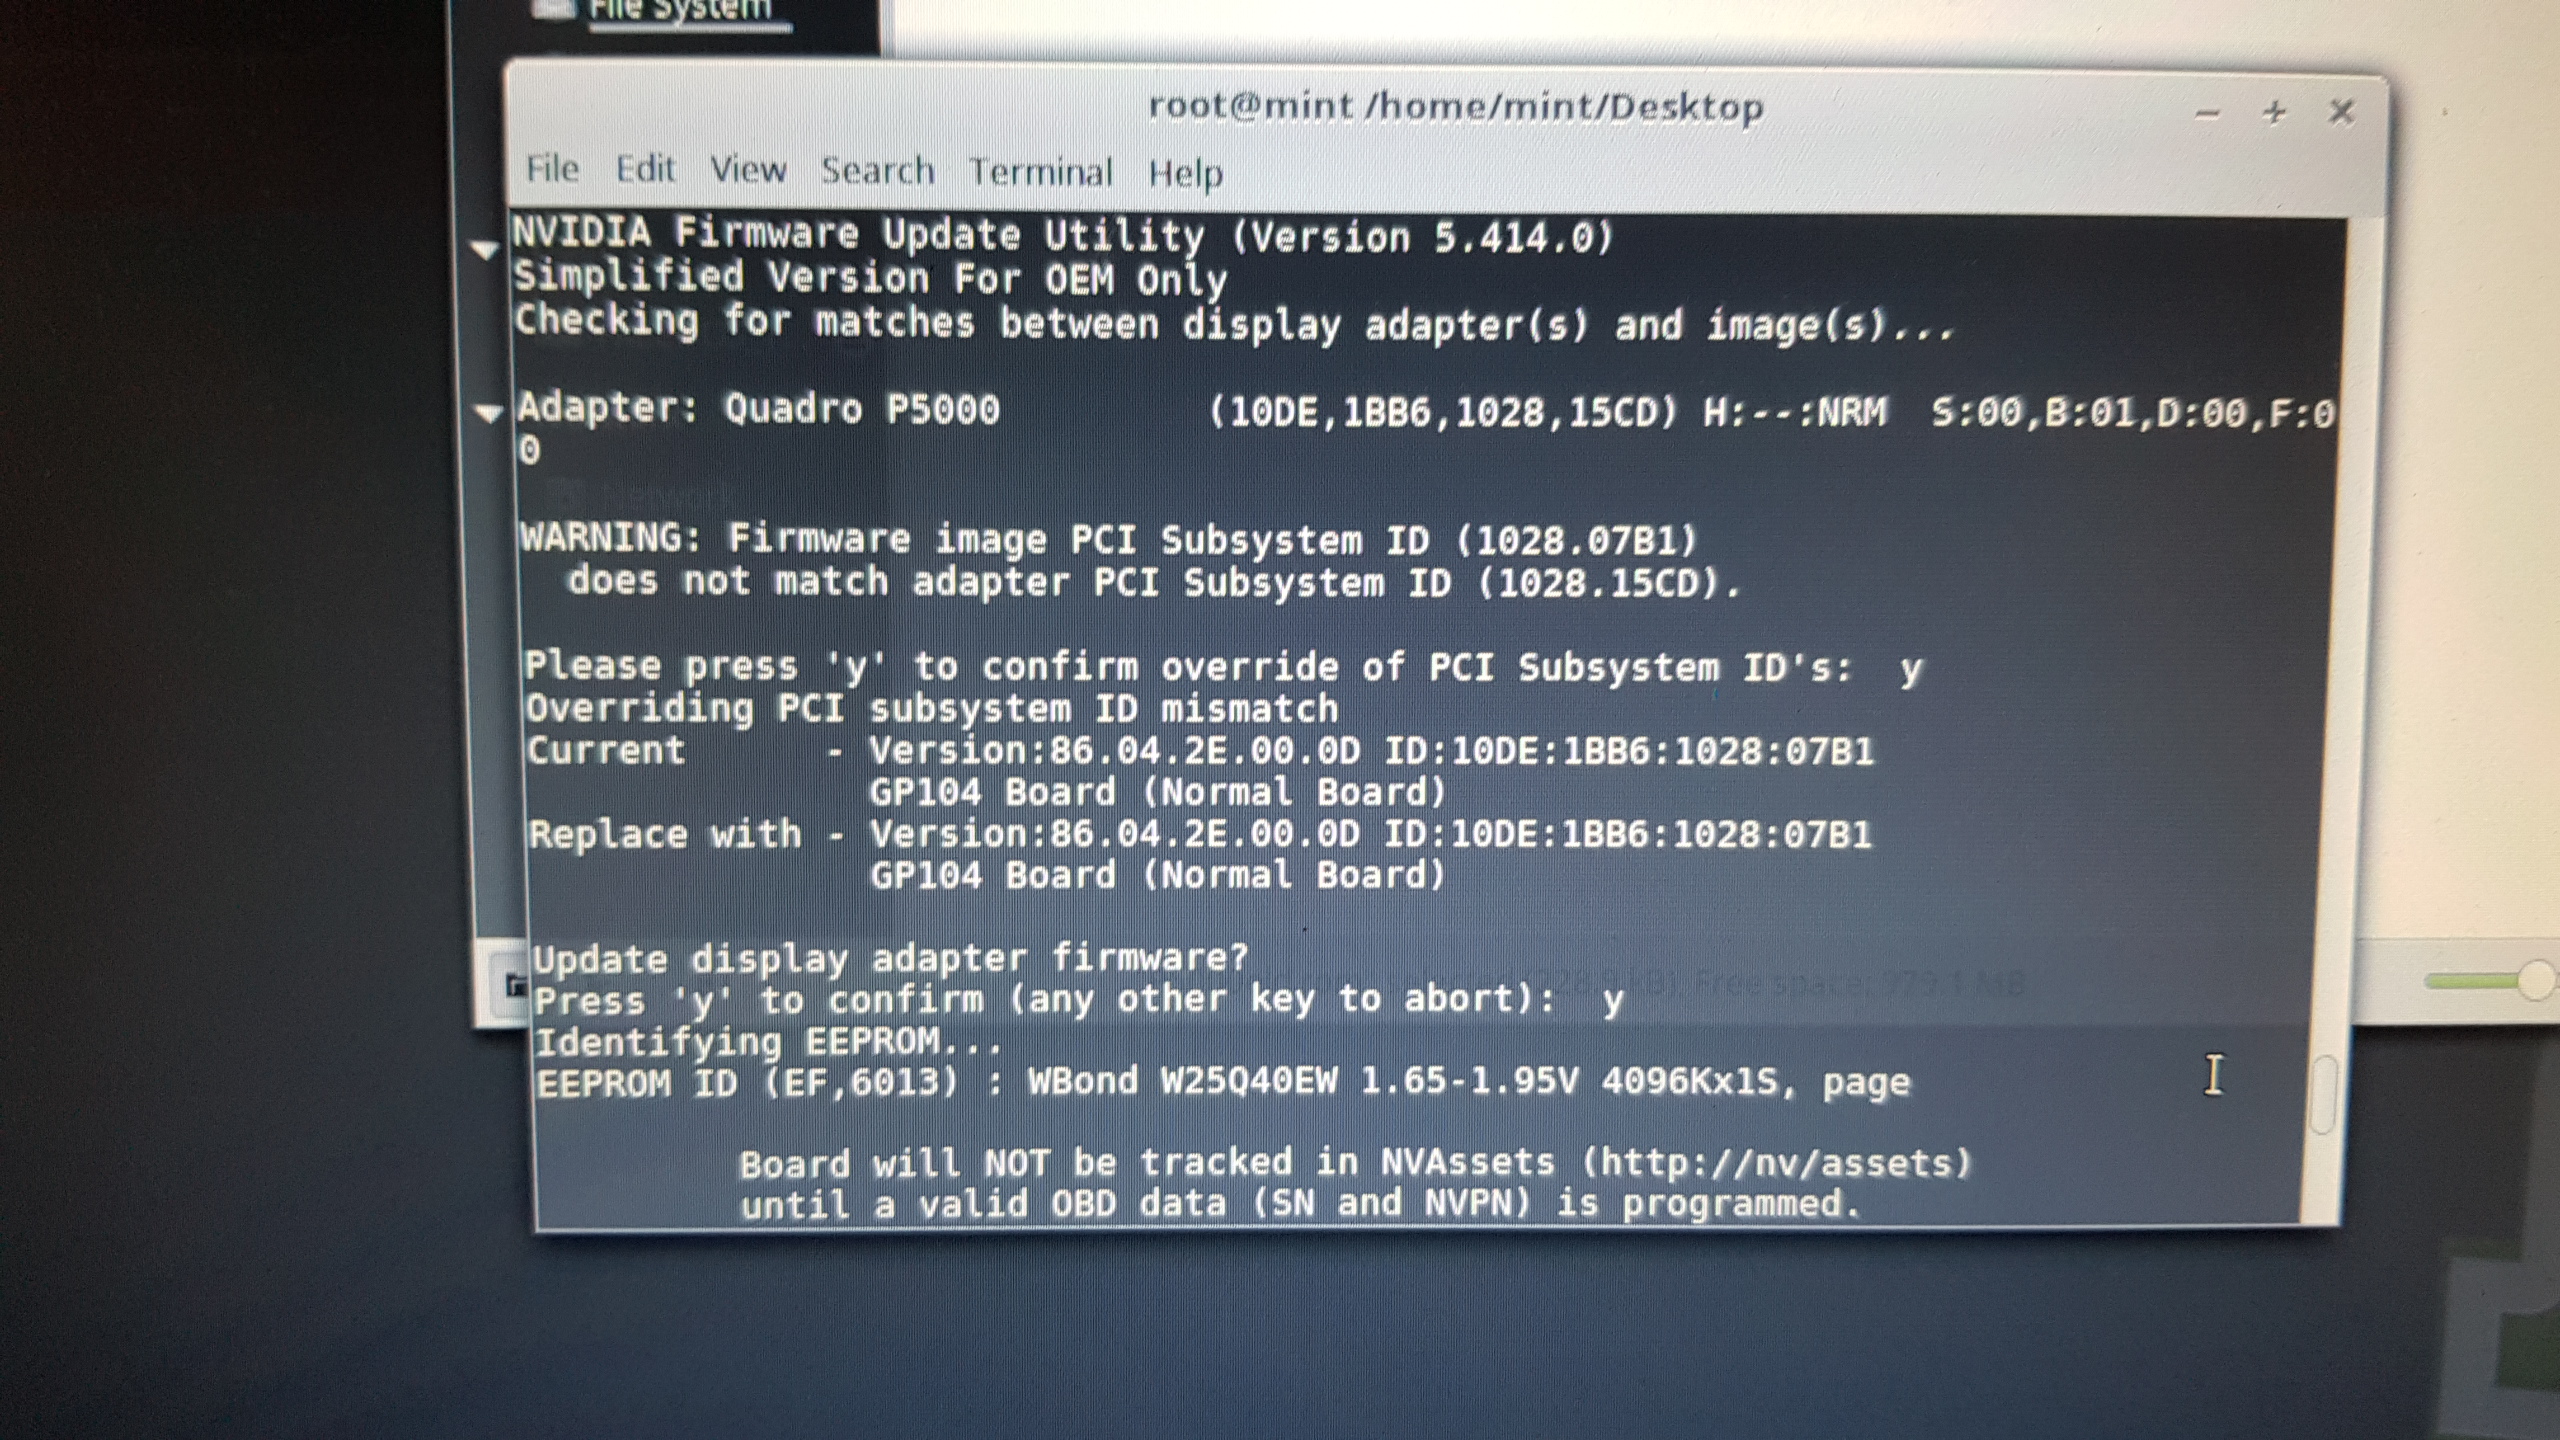 File System
root@mint /home/mint/Desktop
File Edit View Search Terminal Help
NVIDIA Firmware Update Utility (Version 5.414.0)
Simplified Version For OEM Only
Checking for matches between display adapter(s) and image(s)...
Adapter: Quadro P5000 (10DE,1BB6,1028,15CD) H:--:NRM S:00,B:01,D:00,F:0
0
Network
WARNING: Firmware image PCI Subsystem ID (1028.07B1)
does not match adapter PCI Subsystem ID (1028.15CD).
Please press 'y' to confirm override of PCI Subsystem ID's: y
Overriding PCI subsystem ID mismatch
Current - Version:86.04.2E.00.0D ID:10DE:1BB6:1028:07B1
GP104 Board (Normal Board)
Replace with - Version:86.04.2E.00.0D ID:10DE:1BB6:1028:07B1
GP104 Board (Normal Board)
Update display adapter firmware?
Free space: 779.1 MB
Press 'y' to confirm (any other key to abort): y
Identifying EEPROM...
EEPROM ID (EF,6013) : WBond W25Q40EW 1.65-1.95V 4096Kx1S, page
Board will NOT be tracked in NVAssets (http://nv/assets)
until a valid OBD data (SN and NVPN) is programmed.